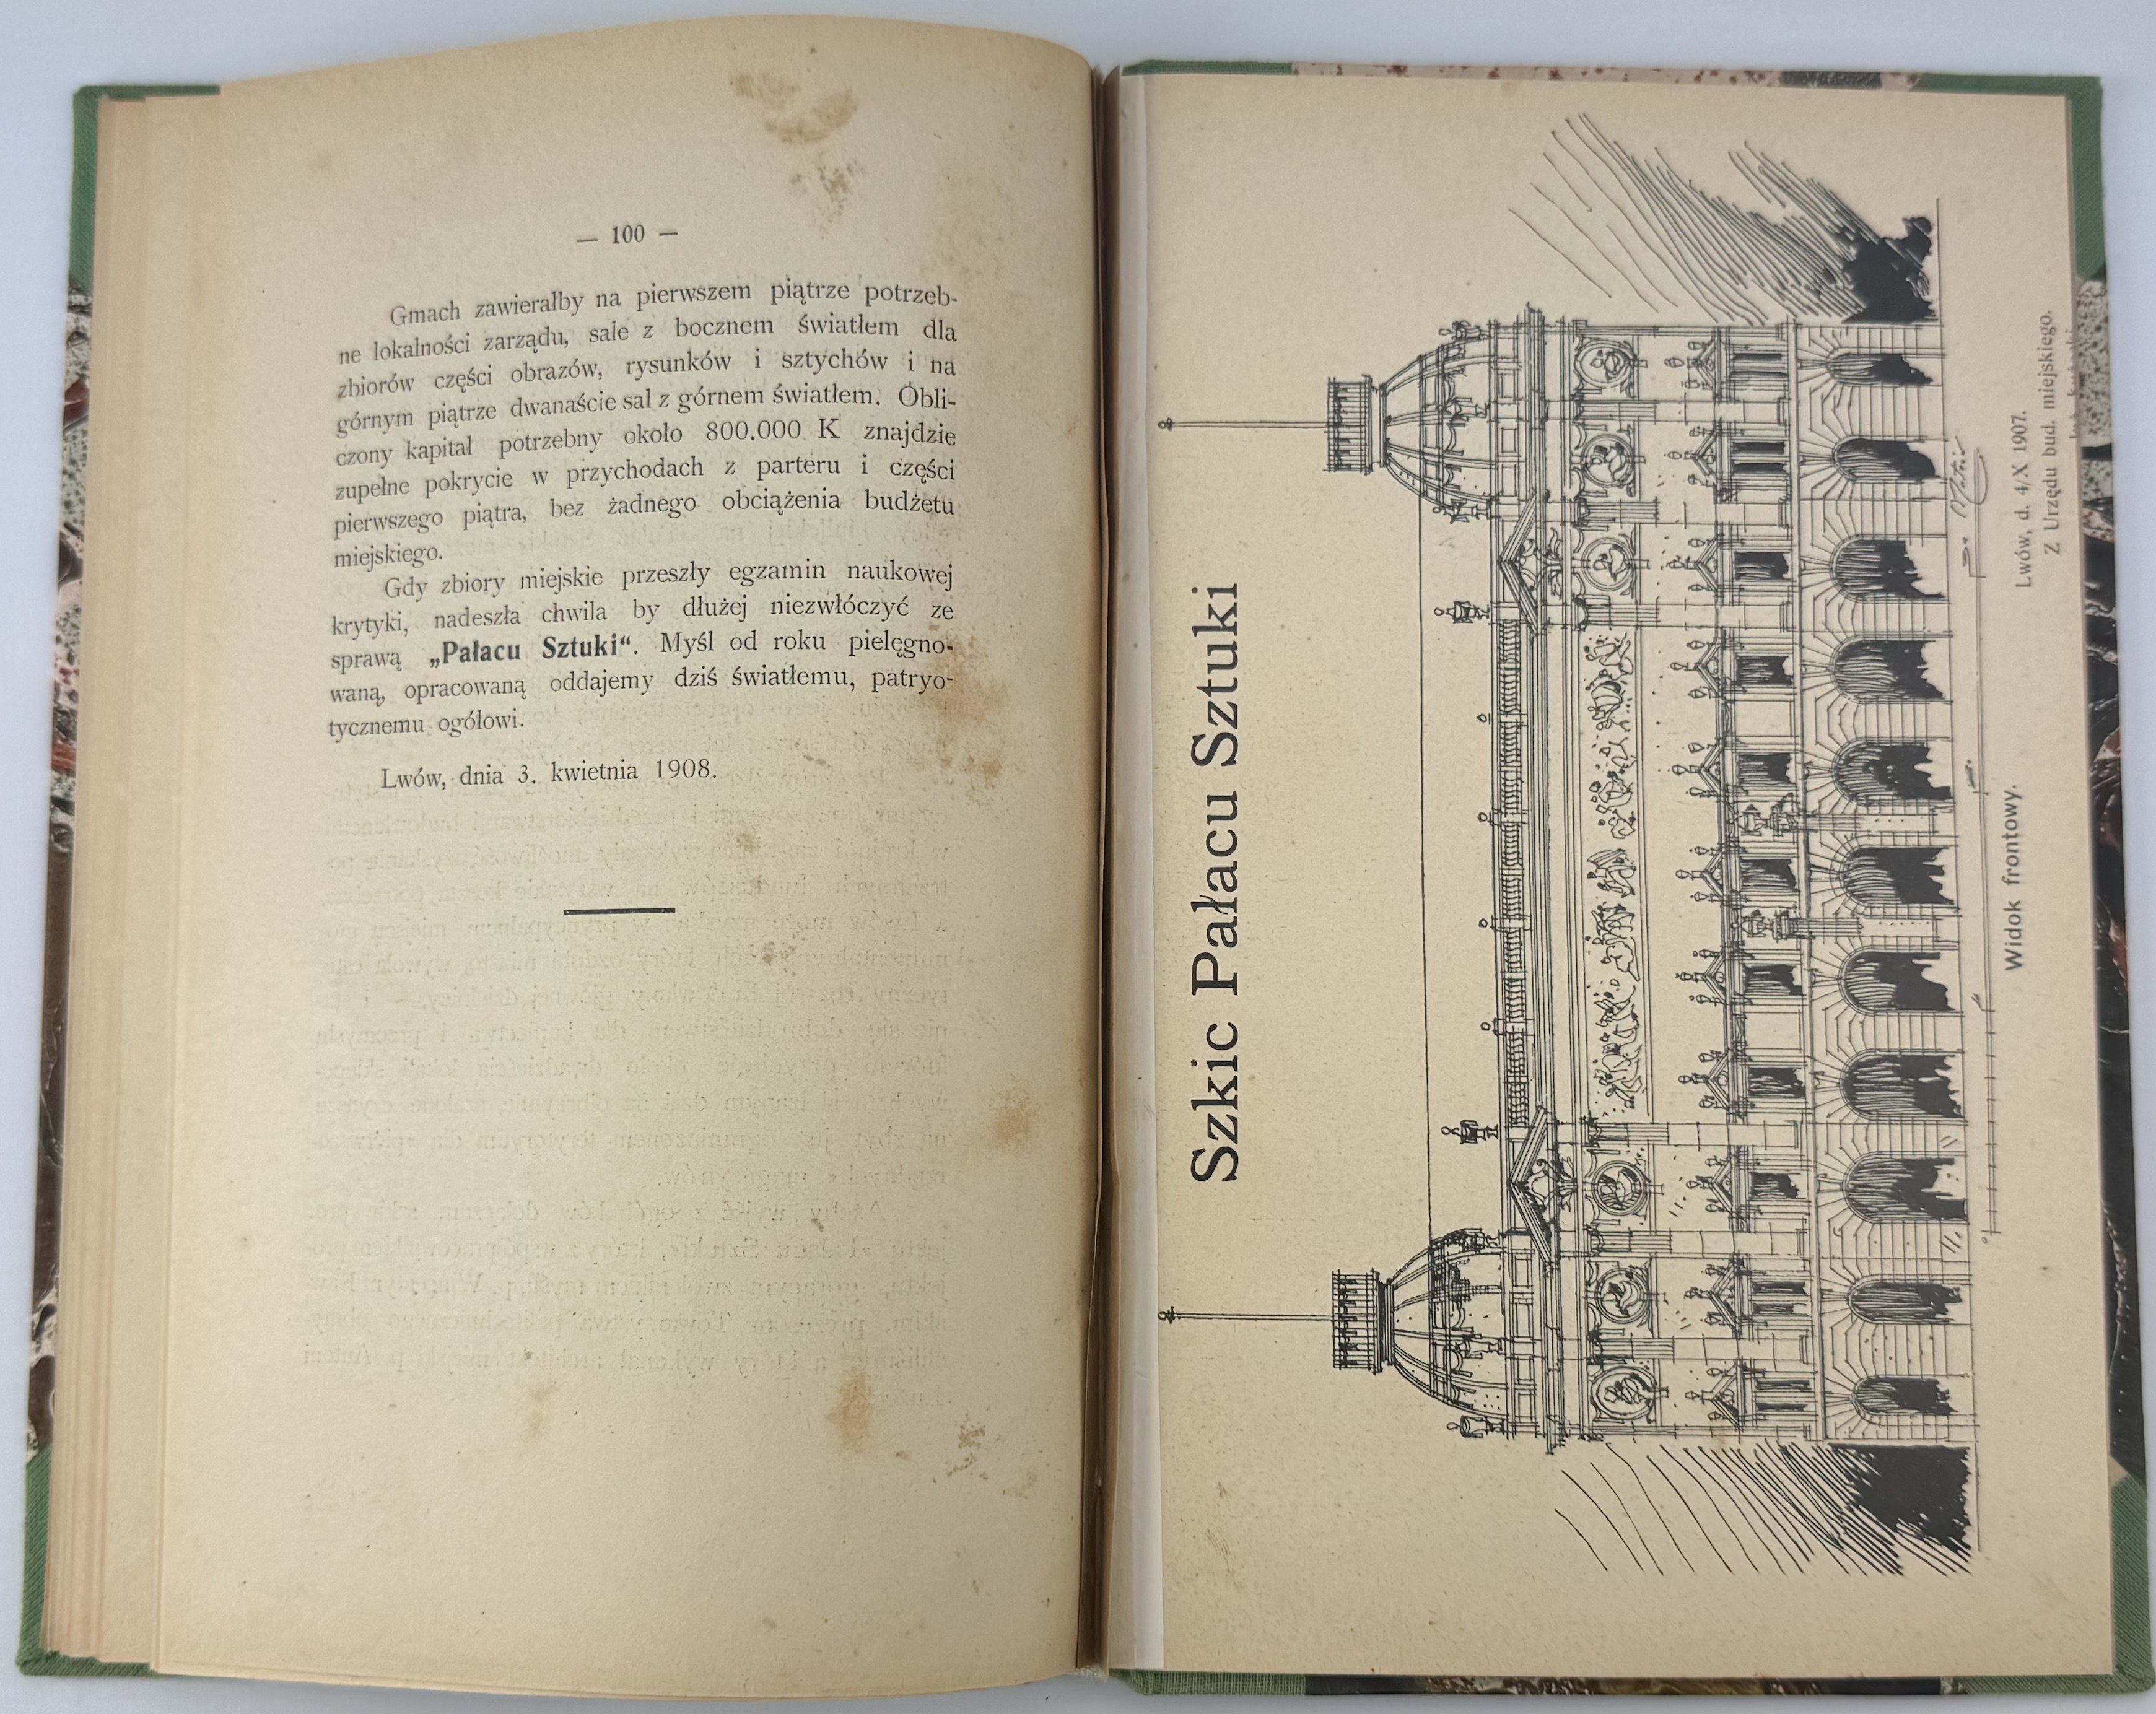 — 100 —
Gmach zawierałby na pierwszem piątrze potrzeb-
ne lokalności zarządu, sale z bocznem światłem dla
zbiorów części obrazów, rysunków i sztychów i na
górnym piątrze dwanaście sal z górnem światłem. Obli-
czony kapitał potrzebny około 800.000 K znajdzie
zupełne pokrycie w przychodach z parteru i części
pierwszego piątra, bez żadnego obciążenia budżetu
miejskiego.
Gdy zbiory miejskie przeszły egzamin naukowej
krytyki, nadeszła chwila by dłużej niezwłóczyć ze
sprawą „Pałacu Sztuki“. Myśl od roku pielęgno-
waną, opracowaną oddajemy dziś światłemu, patryo-
tycznemu ogółowi.
Lwów, dnia 3. kwietnia 1908.
Szkic Pałacu Sztuki
Widok frontowy.
Lwów, d. 4/X 1907.
Z Urzędu bud. miejskiego.